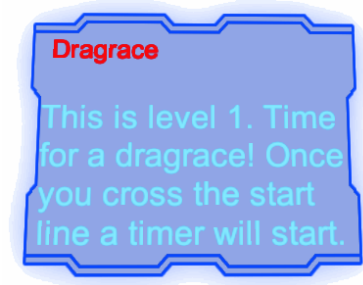 Dragrace
This is level 1. Time
for a dragrace! Once
you cross the start
line a timer will start.